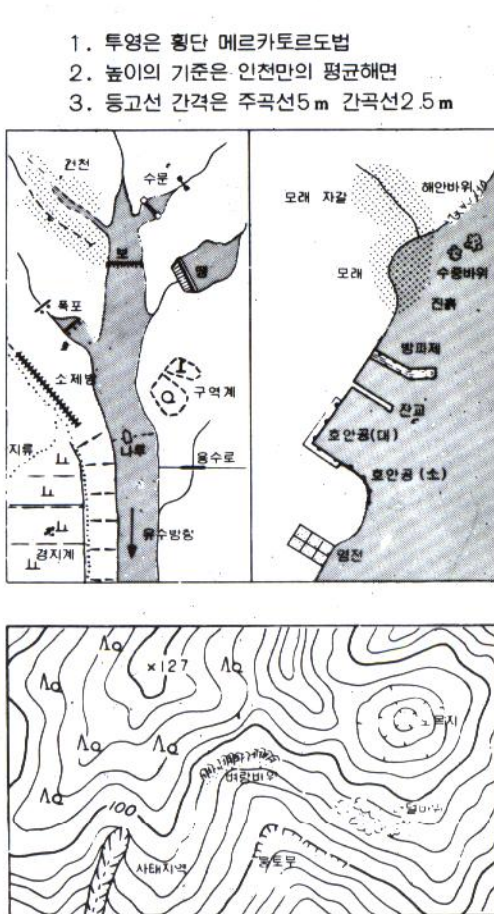 1. 투영은 횡단 메르카토르도법
2. 높이의 기준은 인천만의 평균해면
3. 등고선 간격은 주곡선5m 간곡선2.5m
건천
수문
보
땜
폭포
소제방
구역계
지류
나루
용수로
유수방향
경지계
해안바위
모래 자갈
수중바위
모래
진흙
방파제
잔교
호안공(대)
호안공(소)
염전
×127
100
벼랑바위
사태지역